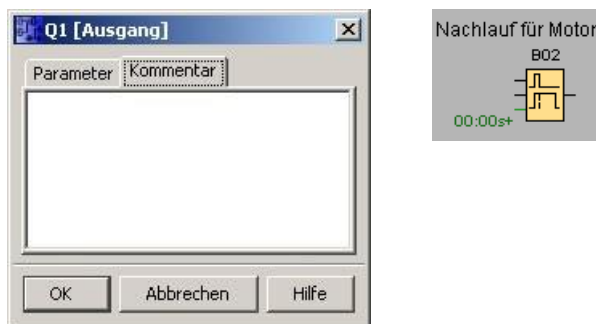 Q1 [Ausgang]
Parameter Kommentar
OK Abbrechen Hilfe
Nachlauf für Motor
B02
00:00s+